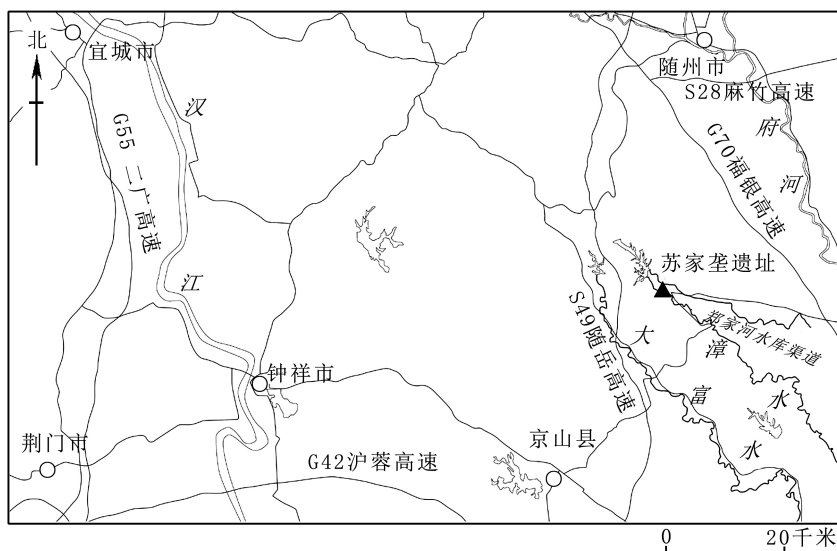 北
宜城市
随州市
S28麻竹高速
汉
G55 二广高速
府
河
G70福银高速
苏家垄遗址
江
S49随岳高速
郑家河水库渠道
大
漳
钟祥市
富
水
京山县
水
荆门市
G42沪蓉高速
0
20千米